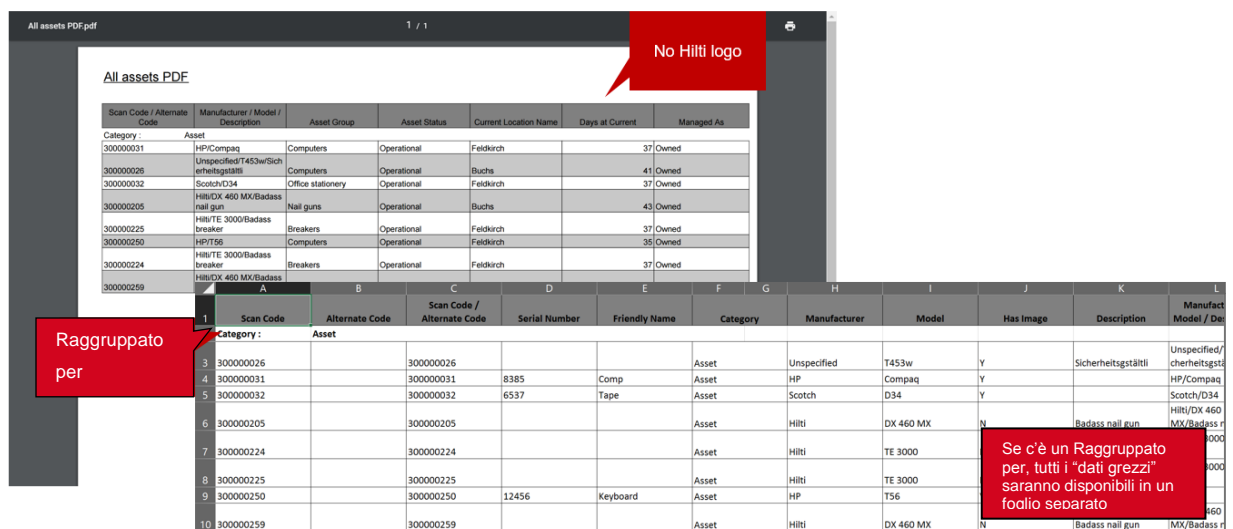 All assets PDF.pdf
1 / 1
No Hilti logo
All assets PDF
Scan Code / Alternate Code Manufacturer / Model / Description Asset Group Asset Status Current Location Name Days at Current Managed As
Category : Asset
300000031 HP/Compaq Computers Operational Feldkirch 37 Owned
300000026 Unspecified/T453w/Sicherheitsgstältli Computers Operational Buchs 41 Owned
300000032 Scotch/D34 Office stationery Operational Feldkirch 37 Owned
300000205 Hilti/DX 460 MX/Badass nail gun Nail guns Operational Buchs 43 Owned
300000225 Hilti/TE 3000/Badass breaker Breakers Operational Feldkirch 37 Owned
300000250 HP/T56 Computers Operational Feldkirch 35 Owned
300000224 Hilti/TE 3000/Badass breaker Breakers Operational Feldkirch 37 Owned
300000259 Hilti/DX 460 MX/Badass
A B C D E F G H I J K L
1 Scan Code Alternate Code Scan Code / Alternate Code Serial Number Friendly Name Category Manufacturer Model Has Image Description Model /
Category : Asset
3 300000026 300000026 Asset Unspecified T453w Y Sicherheitsgstältli
4 300000031 300000031 8385 Comp Asset HP Compaq Y HP/Compaq
5 300000032 300000032 6537 Tape Asset Scotch D34 Y Scotch/D34
6 300000205 300000205 Asset Hilti DX 460 MX N Badass nail gun Hilti/DX 460
7 300000224 300000224 Asset Hilti TE 3000
8 300000225 300000225 Asset Hilti TE 3000
9 300000250 300000250 12456 Keyboard Asset HP T56
10 300000259 300000259 Asset Hilti DX 460 MX N Badass nail gun
Raggruppato
per
Se c'è un Raggruppato
per, tutti i “dati grezzi”
saranno disponibili in un
foglio separato